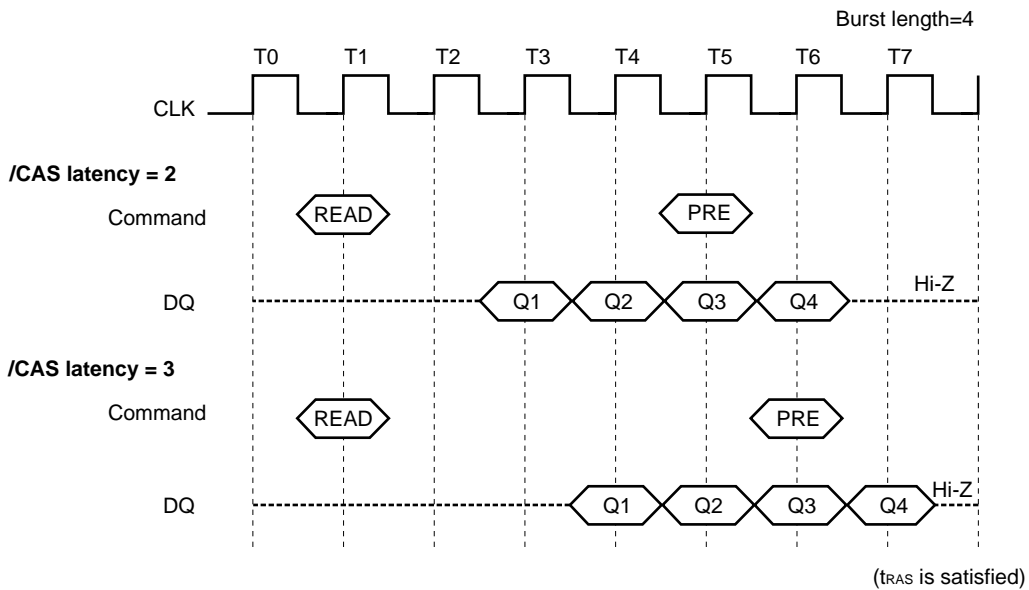 Burst length=4
T0 T1 T2 T3 T4 T5 T6 T7
CLK
/CAS latency = 2
Command READ PRE
DQ Q1 Q2 Q3 Q4 Hi-Z
/CAS latency = 3
Command READ PRE
DQ Q1 Q2 Q3 Q4 Hi-Z
(tRAS is satisfied)